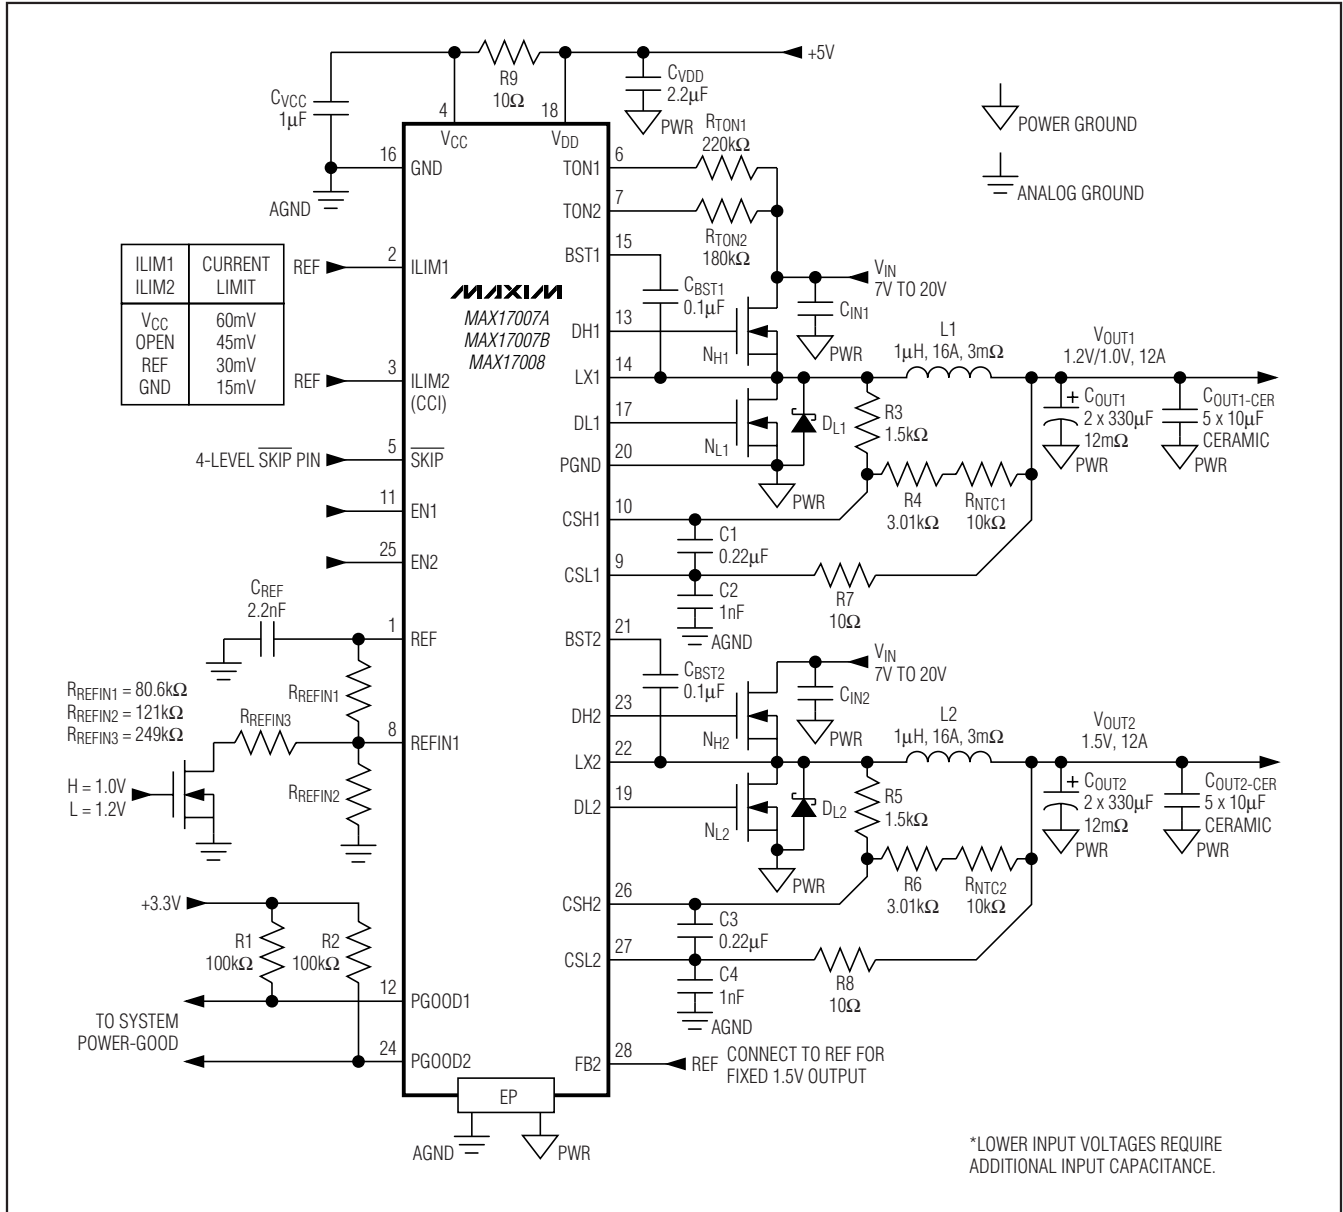 +5V
R9
10Ω
CVDD
2.2µF
PWR
CVCC
1µF
4
VCC
18
VDD
16
GND
AGND
POWER GROUND
ANALOG GROUND
RTON1
220kΩ
6
TON1
7
TON2
RTON2
180kΩ
ILIM1
ILIM2
CURRENT
LIMIT
VCC 60mV
OPEN 45mV
REF 30mV
GND 15mV
REF
2
ILIM1
REF
3
ILIM2
(CCI)
MAXIM
MAX17007A
MAX17007B
MAX17008
15
BST1
CBST1
0.1µF
VIN
7V TO 20V
CIN1
PWR
13
DH1
NH1
14
LX1
L1
1µH, 16A, 3mΩ
VOUT1
1.2V/1.0V, 12A
17
DL1
NL1
DL1
R3
1.5kΩ
+
COUT1
2 x 330µF
12mΩ
PWR
COUT1-CER
5 x 10µF
CERAMIC
PWR
20
PGND
PWR
R4
3.01kΩ
RNTC1
10kΩ
4-LEVEL S̅K̅I̅P̅ PIN
5
S̅K̅I̅P̅
11
EN1
25
EN2
10
CSH1
C1
0.22µF
9
CSL1
R7
10Ω
C2
1nF
AGND
CREF
2.2nF
1
REF
RREFIN1 = 80.6kΩ
RREFIN2 = 121kΩ
RREFIN3 = 249kΩ
RREFIN1
RREFIN3
8
REFIN1
RREFIN2
H = 1.0V
L = 1.2V
21
BST2
CBST2
0.1µF
VIN
7V TO 20V
CIN2
PWR
23
DH2
NH2
22
LX2
L2
1µH, 16A, 3mΩ
VOUT2
1.5V, 12A
19
DL2
NL2
DL2
R5
1.5kΩ
+
COUT2
2 x 330µF
12mΩ
PWR
COUT2-CER
5 x 10µF
CERAMIC
PWR
PWR
R6
3.01kΩ
RNTC2
10kΩ
+3.3V
R1
100kΩ
R2
100kΩ
26
CSH2
C3
0.22µF
27
CSL2
R8
10Ω
C4
1nF
AGND
12
PGOOD1
TO SYSTEM
POWER-GOOD
24
PGOOD2
28
FB2
REF
CONNECT TO REF FOR
FIXED 1.5V OUTPUT
EP
AGND
PWR
*LOWER INPUT VOLTAGES REQUIRE
ADDITIONAL INPUT CAPACITANCE.